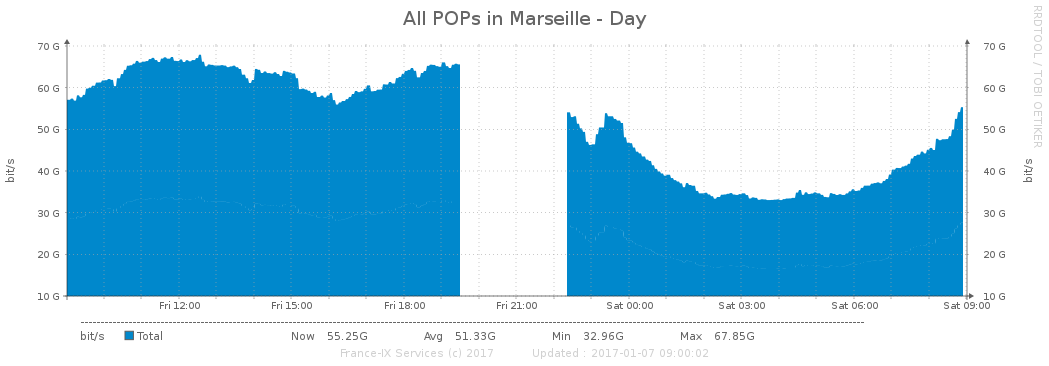 All POPs in Marseille - Day
70 G 70 G
60 G 60 G
50 G 50 G
40 G 40 G
30 G 30 G
20 G 20 G
10 G 10 G
bit/s
bit/s
RRDTOOL / TOBI OETIKER
Fri 12:00 Fri 15:00 Fri 18:00 Fri 21:00 Sat 00:00 Sat 03:00 Sat 06:00 Sat 09:00
bit/s Total Now 55.25G Avg 51.33G Min 32.96G Max 67.85G
France-IX Services (c) 2017 Updated : 2017-01-07 09:00:02